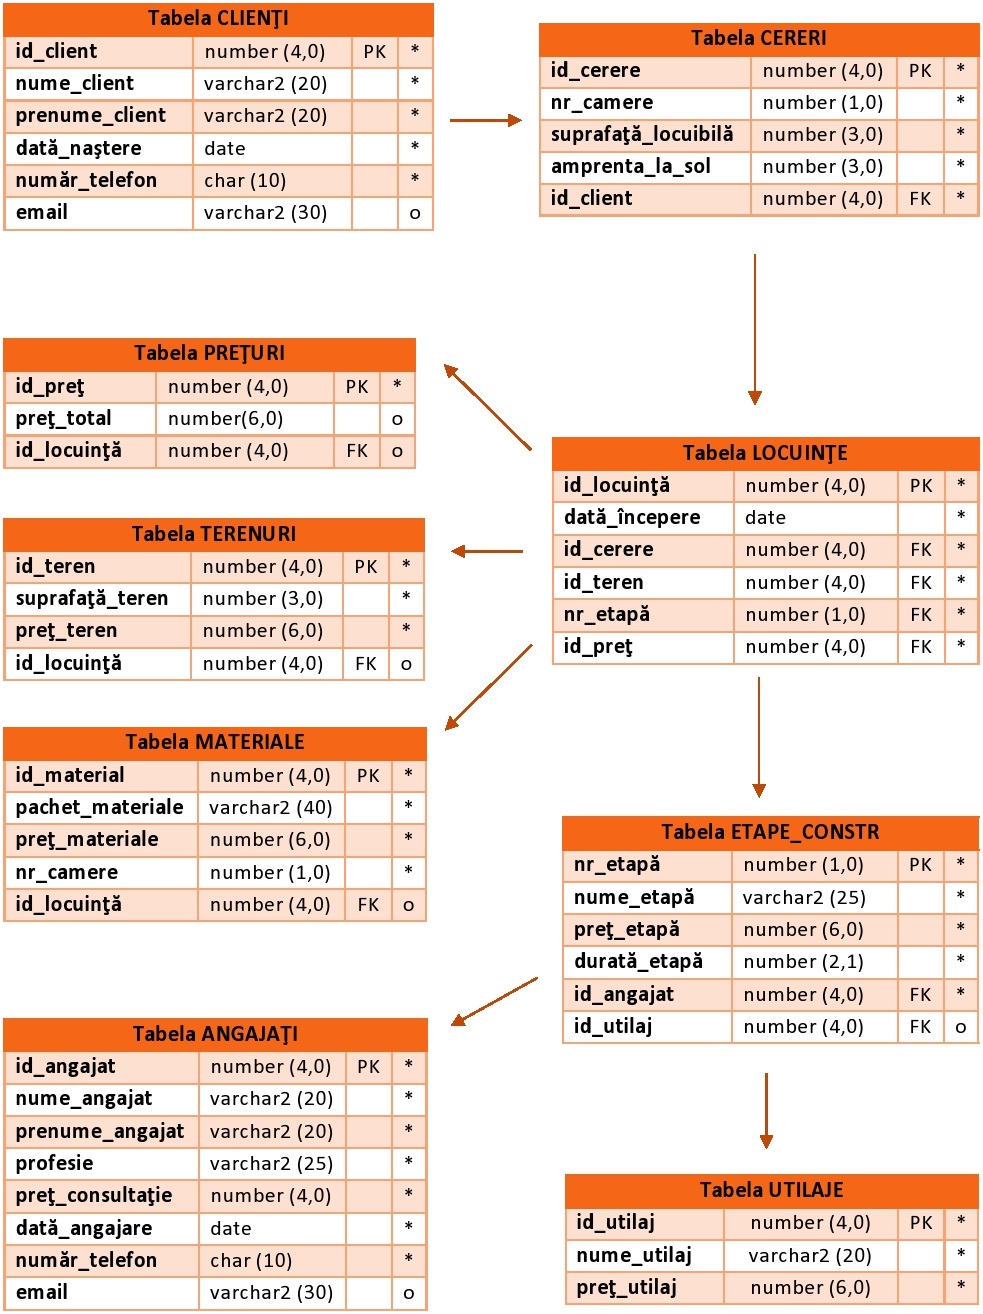 Tabela CLIENŢI
id_client number (4,0) PK *
nume_client varchar2 (20) *
prenume_client varchar2 (20) *
dată_naştere date *
număr_telefon char (10) *
email varchar2 (30) o
Tabela CERERI
id_cerere number (4,0) PK *
nr_camere number (1,0) *
suprafaţă_locuibilă number (3,0) *
amprenta_la_sol number (3,0) *
id_client number (4,0) FK *
Tabela PREŢURI
id_preţ number (4,0) PK *
preţ_total number(6,0) o
id_locuinţă number (4,0) FK o
Tabela LOCUINŢE
id_locuinţă number (4,0) PK *
dată_începere date *
id_cerere number (4,0) FK *
id_teren number (4,0) FK *
nr_etapă number (1,0) FK *
id_preţ number (4,0) FK *
Tabela TERENURI
id_teren number (4,0) PK *
suprafaţă_teren number (3,0) *
preţ_teren number (6,0) *
id_locuinţă number (4,0) FK o
Tabela MATERIALE
id_material number (4,0) PK *
pachet_materiale varchar2 (40) *
preţ_materiale number (6,0) *
nr_camere number (1,0) *
id_locuinţă number (4,0) FK o
Tabela ETAPE_CONSTR
nr_etapă number (1,0) PK *
nume_etapă varchar2 (25) *
preţ_etapă number (6,0) *
durată_etapă number (2,1) *
id_angajat number (4,0) FK *
id_utilaj number (4,0) FK o
Tabela ANGAJAŢI
id_angajat number (4,0) PK *
nume_angajat varchar2 (20) *
prenume_angajat varchar2 (20) *
profesie varchar2 (25) *
preţ_consultaţie number (4,0) *
dată_angajare date *
număr_telefon char (10) *
email varchar2 (30) o
Tabela UTILAJE
id_utilaj number (4,0) PK *
nume_utilaj varchar2 (20) *
preţ_utilaj number (6,0) *